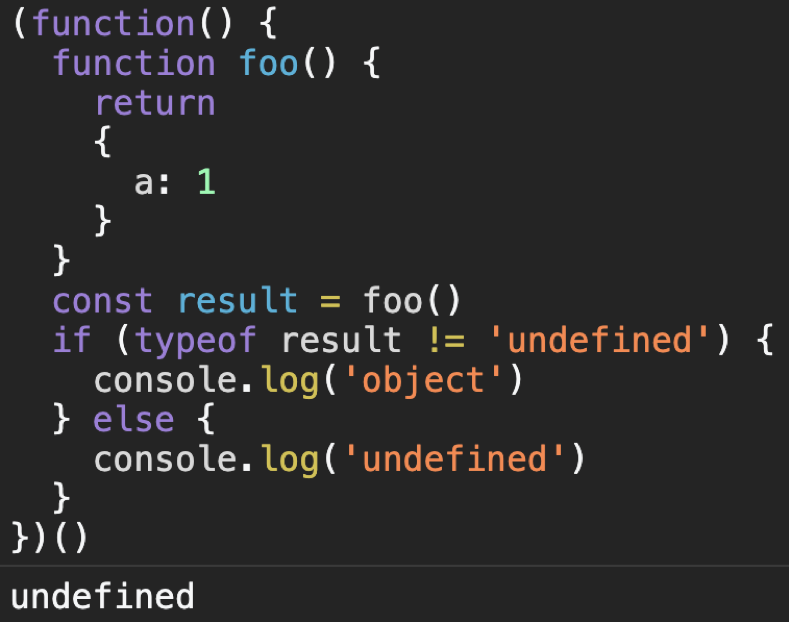 (function() {
  function foo() {
    return
    {
      a: 1
    }
  }
  const result = foo()
  if (typeof result != 'undefined') {
    console.log('object')
  } else {
    console.log('undefined')
  }
})()
undefined